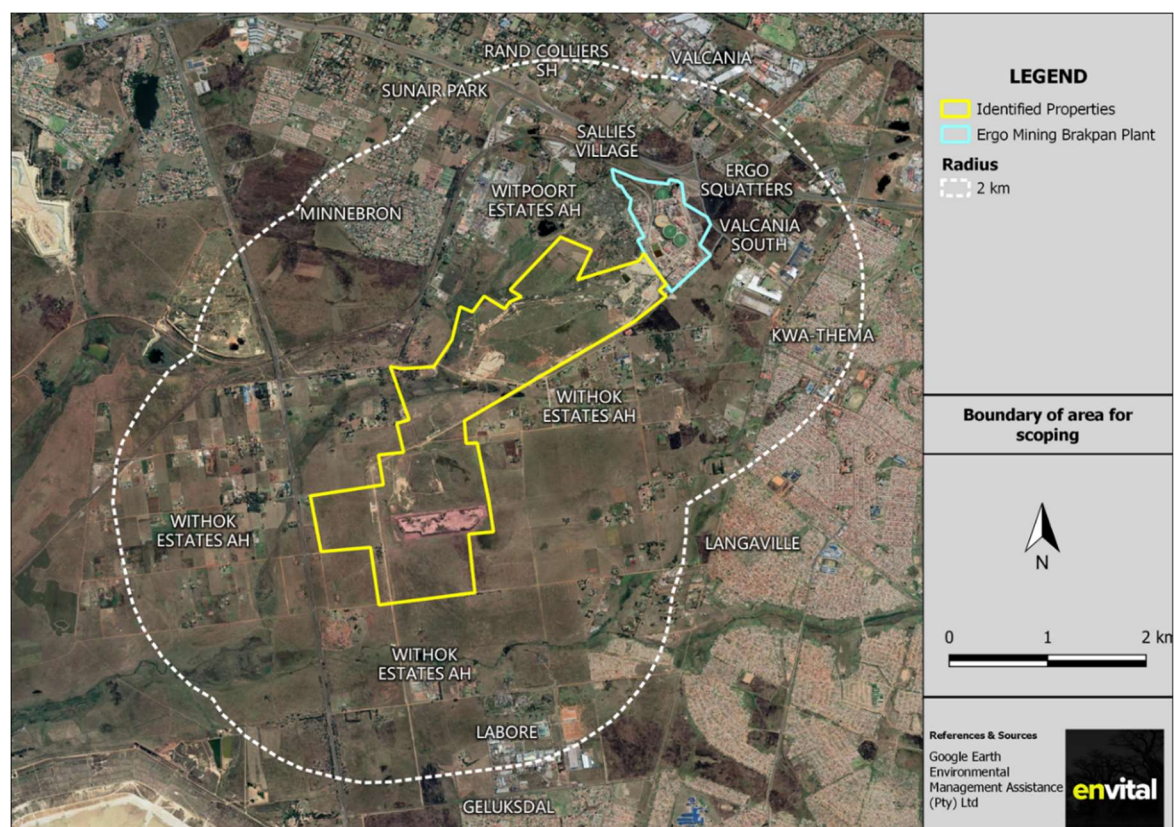 RAND COLLIERS
SH
VALCANIA
SUNAIR PARK
SALLIES
VILLAGE
ERGO
SQUATTERS
WITPOORT
ESTATES AH
MINNEBRON
VALCANIA
SOUTH
KWA-THEMA
WITHOK
ESTATES AH
WITHOK
ESTATES AH
LANGAVILLE
WITHOK
ESTATES AH
LABORE
GELUKSDAL
LEGEND
Identified Properties
Ergo Mining Brakpan Plant
Radius
2 km
Boundary of area for
scoping
N
0 1 2 km
References & Sources
Google Earth
Environmental
Management Assistance
(Pty) Ltd
envital